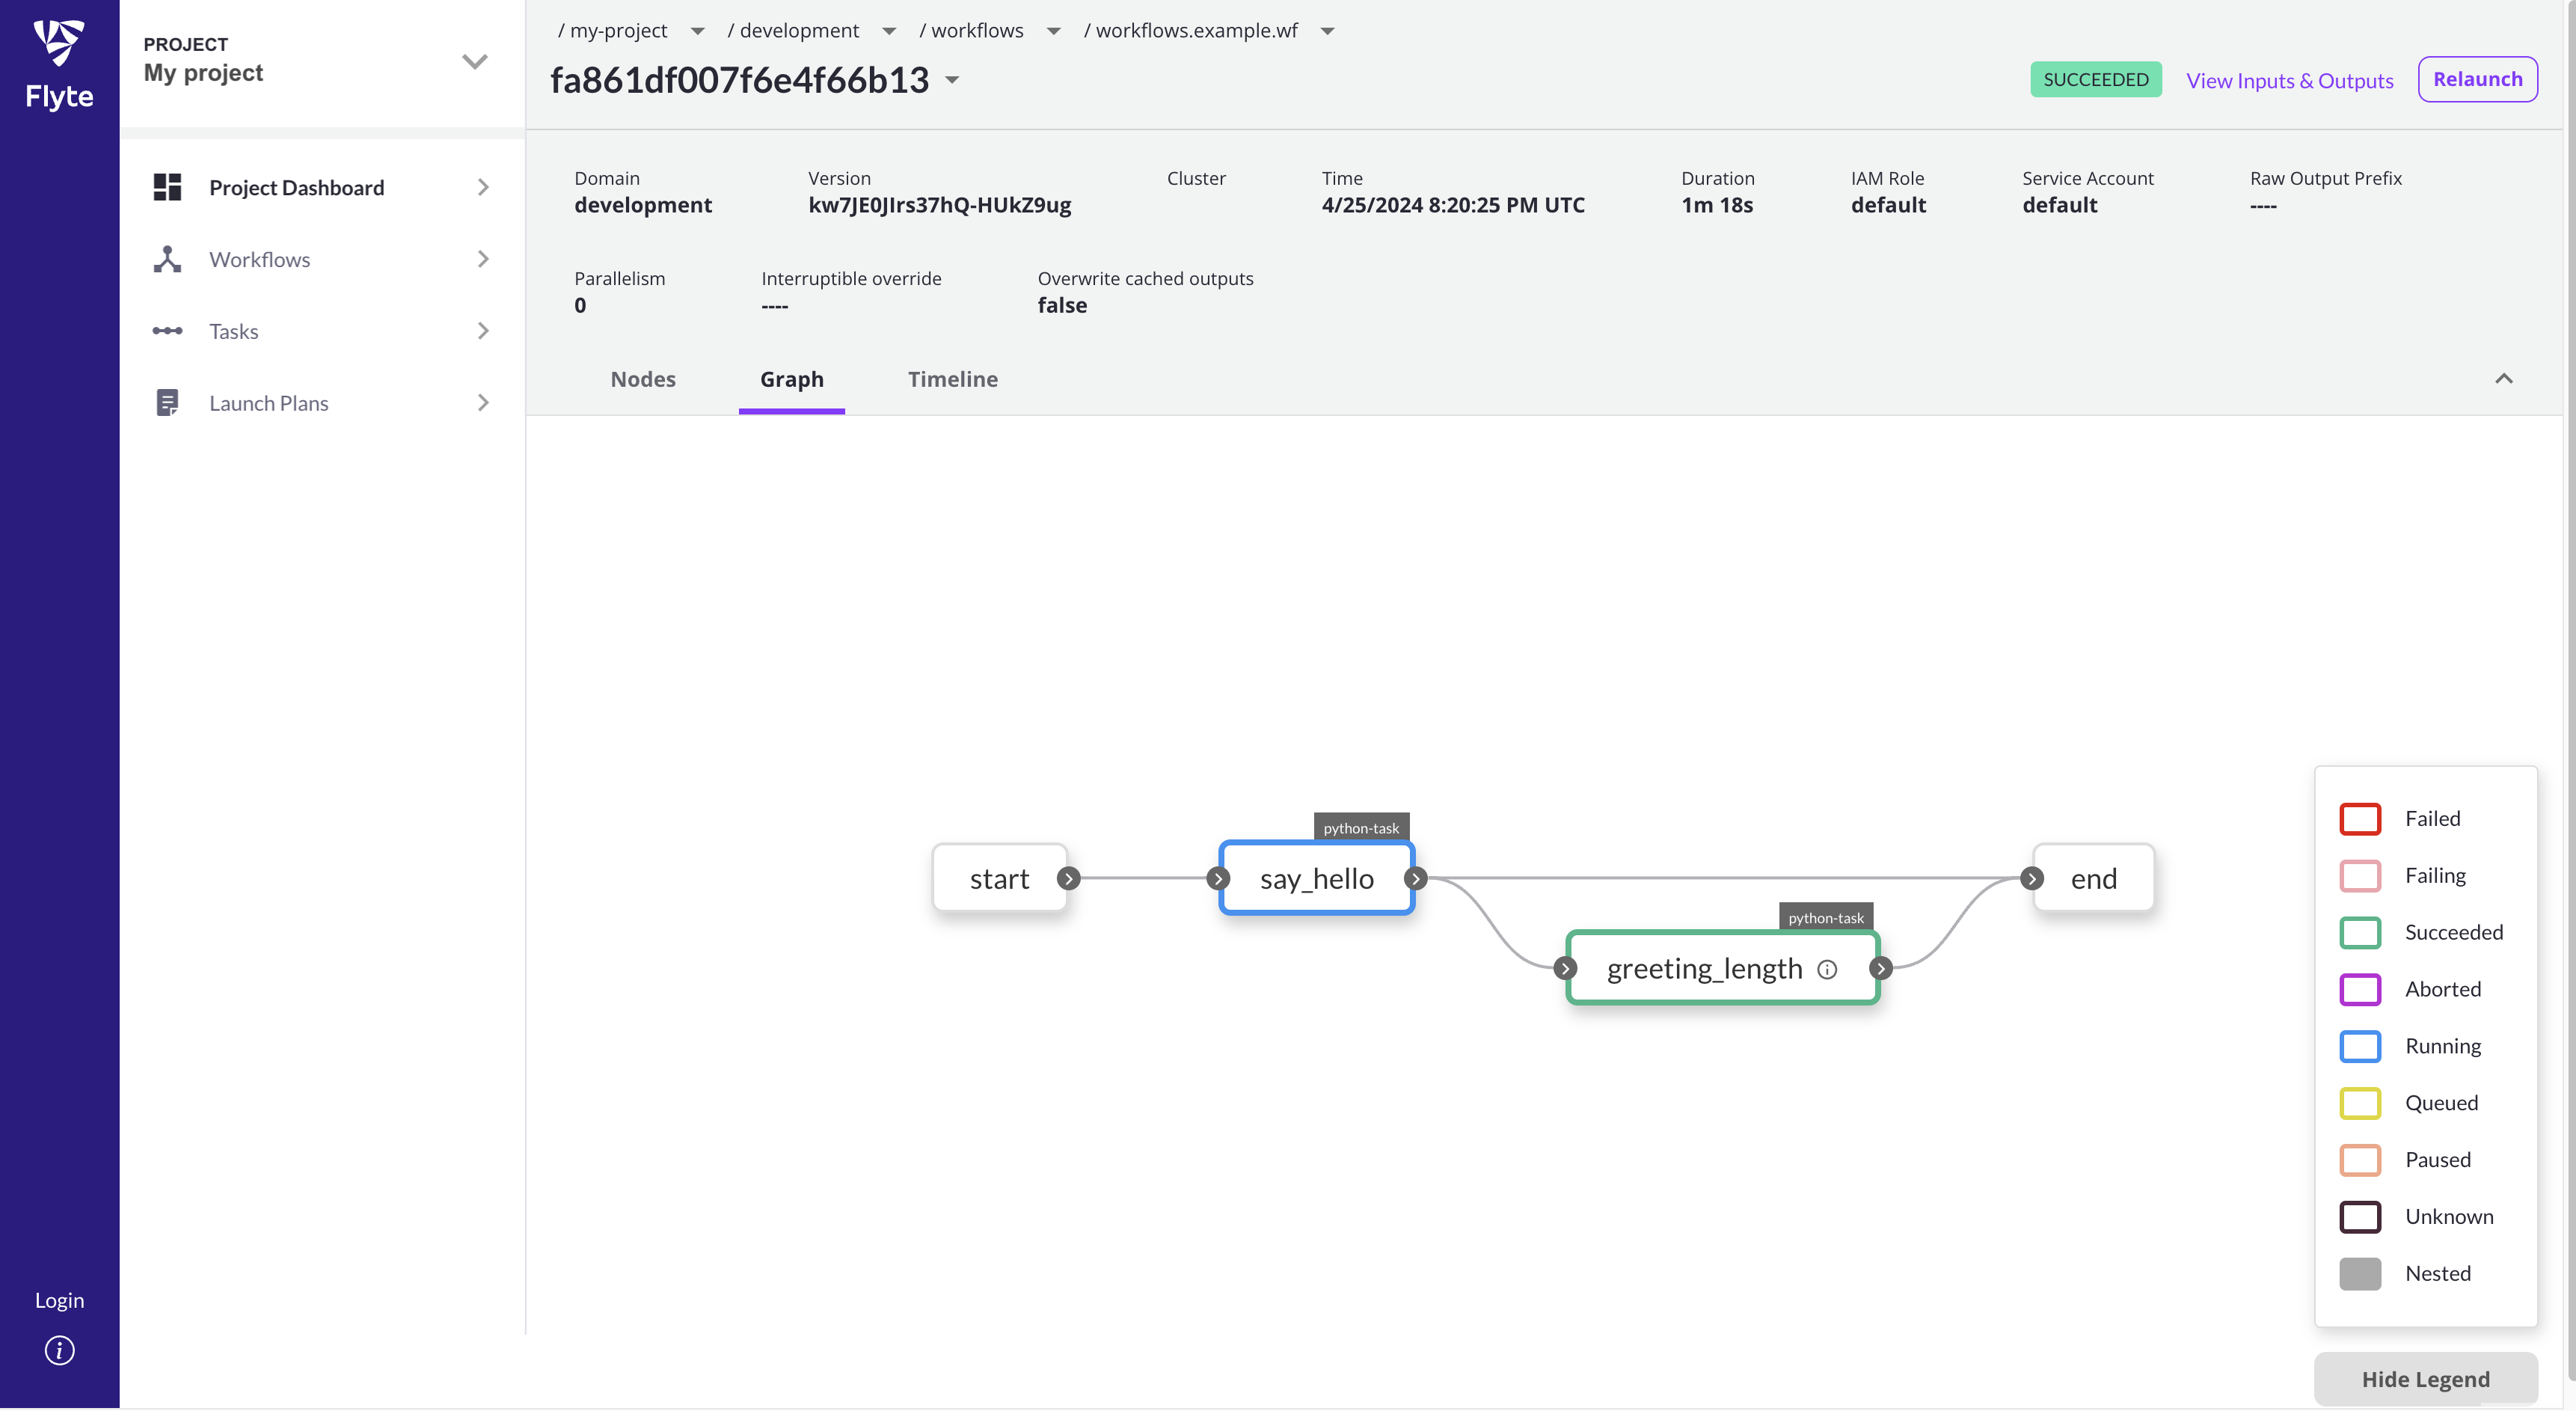 Flyte
PROJECT
My project
Project Dashboard
Workflows
Tasks
Launch Plans
Login
/ my-project / development / workflows / workflows.example.wf
fa861df007f6e4f66b13
SUCCEEDED View Inputs & Outputs Relaunch
Domain Version Cluster Time Duration IAM Role Service Account Raw Output Prefix
development kw7JE0JIrs37hQ-HUkZ9ug 4/25/2024 8:20:25 PM UTC 1m 18s default default ----
Parallelism Interruptible override Overwrite cached outputs
0 ---- false
Nodes Graph Timeline
python-task
start say_hello end
python-task
greeting_length
Failed
Failing
Succeeded
Aborted
Running
Queued
Paused
Unknown
Nested
Hide Legend